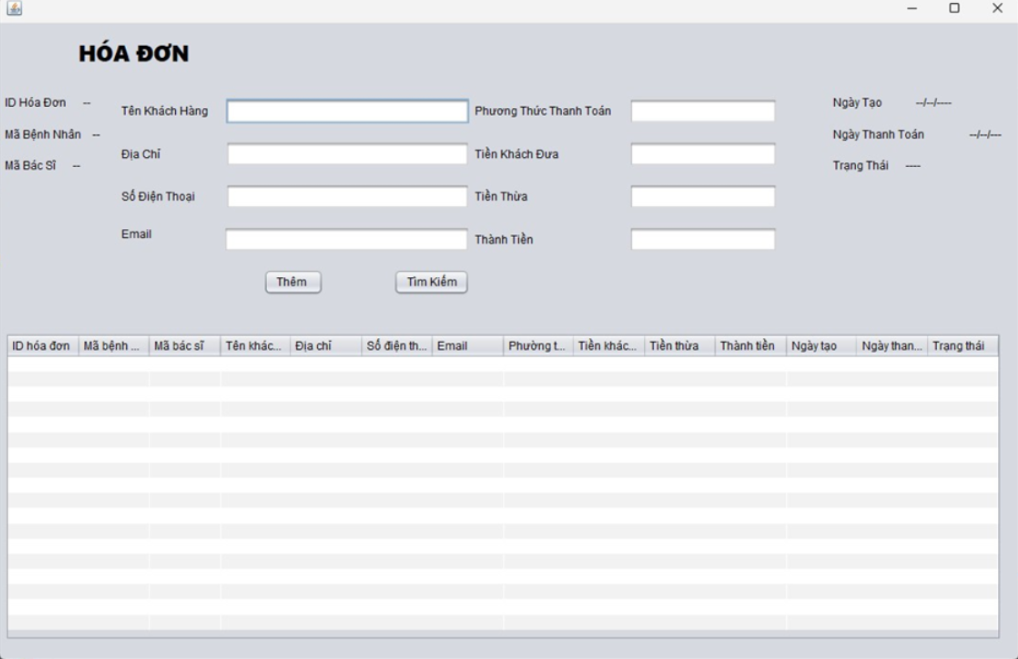 HÓA ĐƠN
ID Hóa Đơn --
Mã Bệnh Nhân --
Mã Bác Sĩ --
Tên Khách Hàng
Địa Chỉ
Số Điện Thoại
Email
Phương Thức Thanh Toán
Tiền Khách Đưa
Tiền Thừa
Thành Tiền
Ngày Tạo --/--/----
Ngày Thanh Toán --/--/---
Trạng Thái ----
Thêm Tìm Kiếm
ID hóa đơn Mã bệnh ... Mã bác sĩ Tên khác... Địa chỉ Số điện th... Email Phường t... Tiền khác... Tiền thừa Thành tiền Ngày tạo Ngày than... Trạng thái